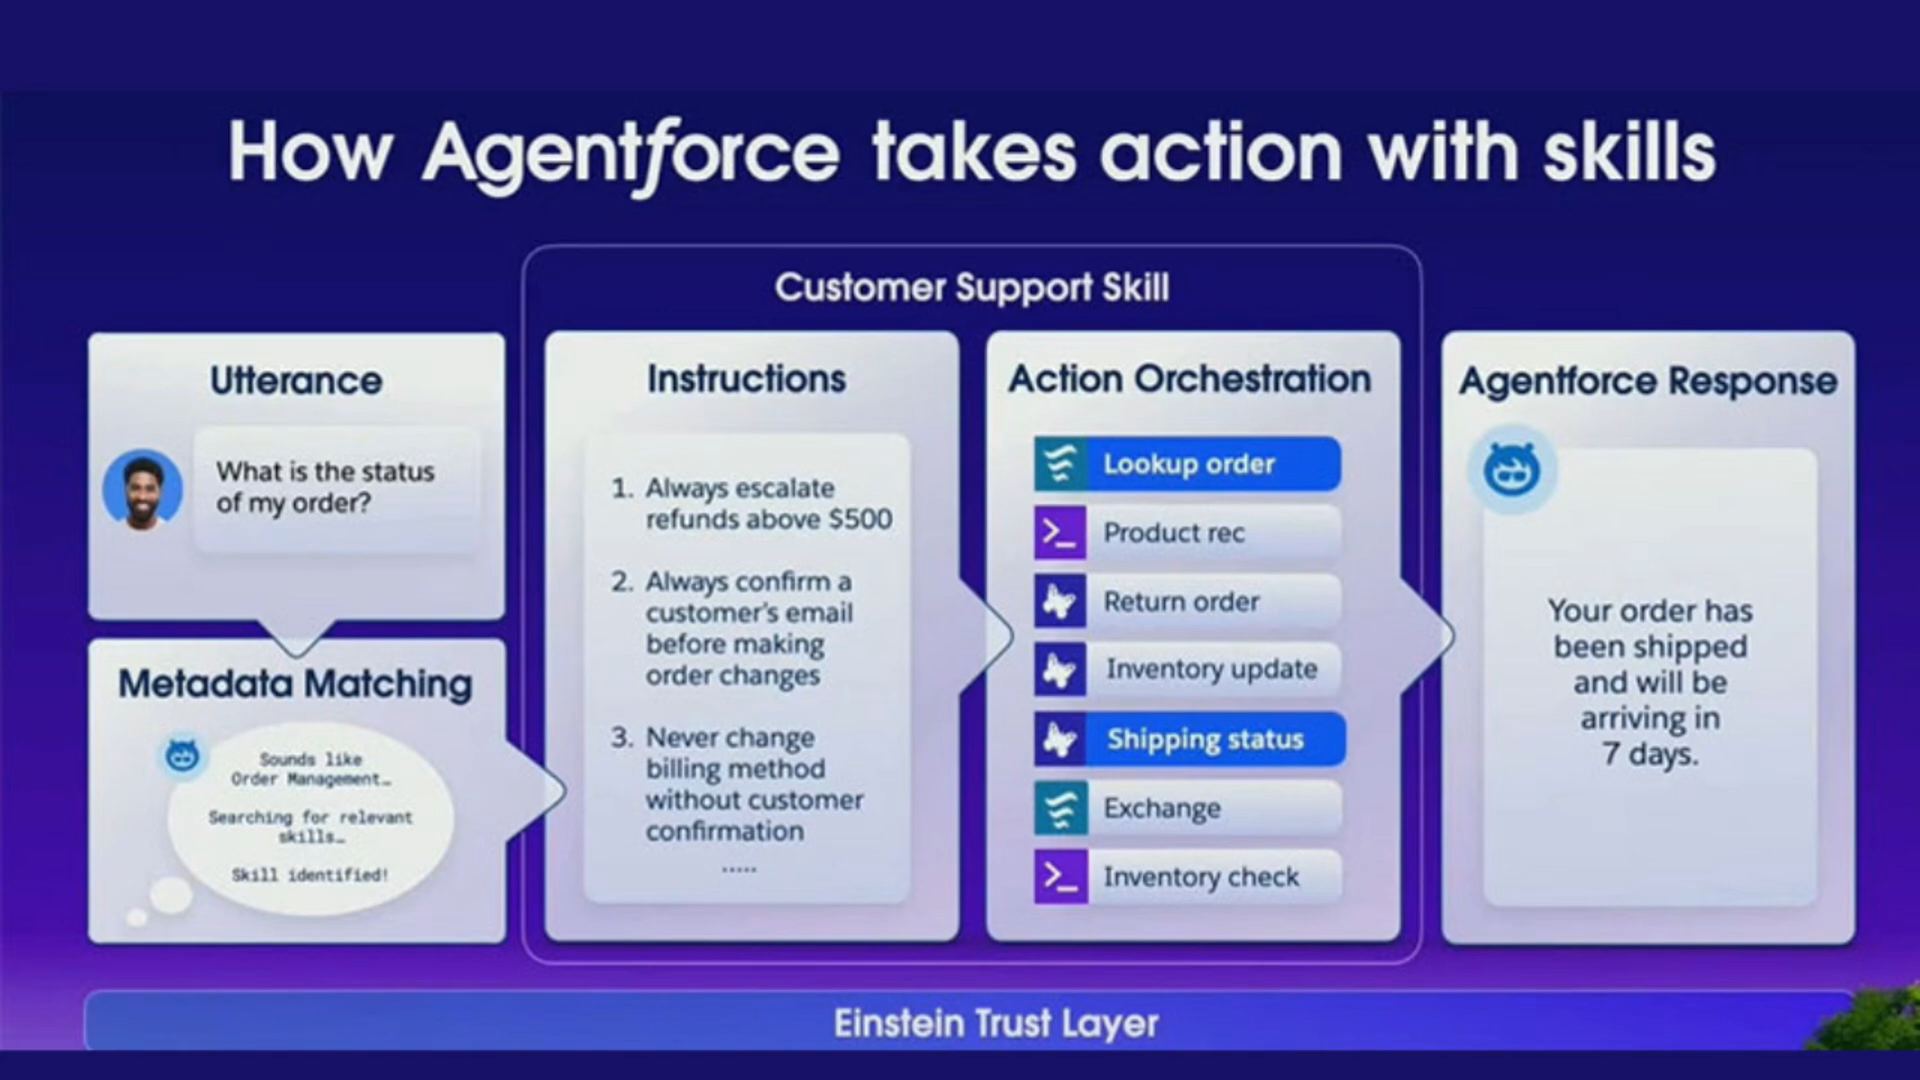 How Agentforce takes action with skills
Customer Support Skill
Utterance
What is the status
of my order?
Metadata Matching
Sounds like
Order Management…
Searching for relevant
skills…
Skill identified!
Instructions
1. Always escalate
refunds above $500
2. Always confirm a
customer's email
before making
order changes
3. Never change
billing method
without customer
confirmation
.....
Action Orchestration
Lookup order
Product rec
Return order
Inventory update
Shipping status
Exchange
Inventory check
Agentforce Response
Your order has
been shipped
and will be
arriving in
7 days.
Einstein Trust Layer